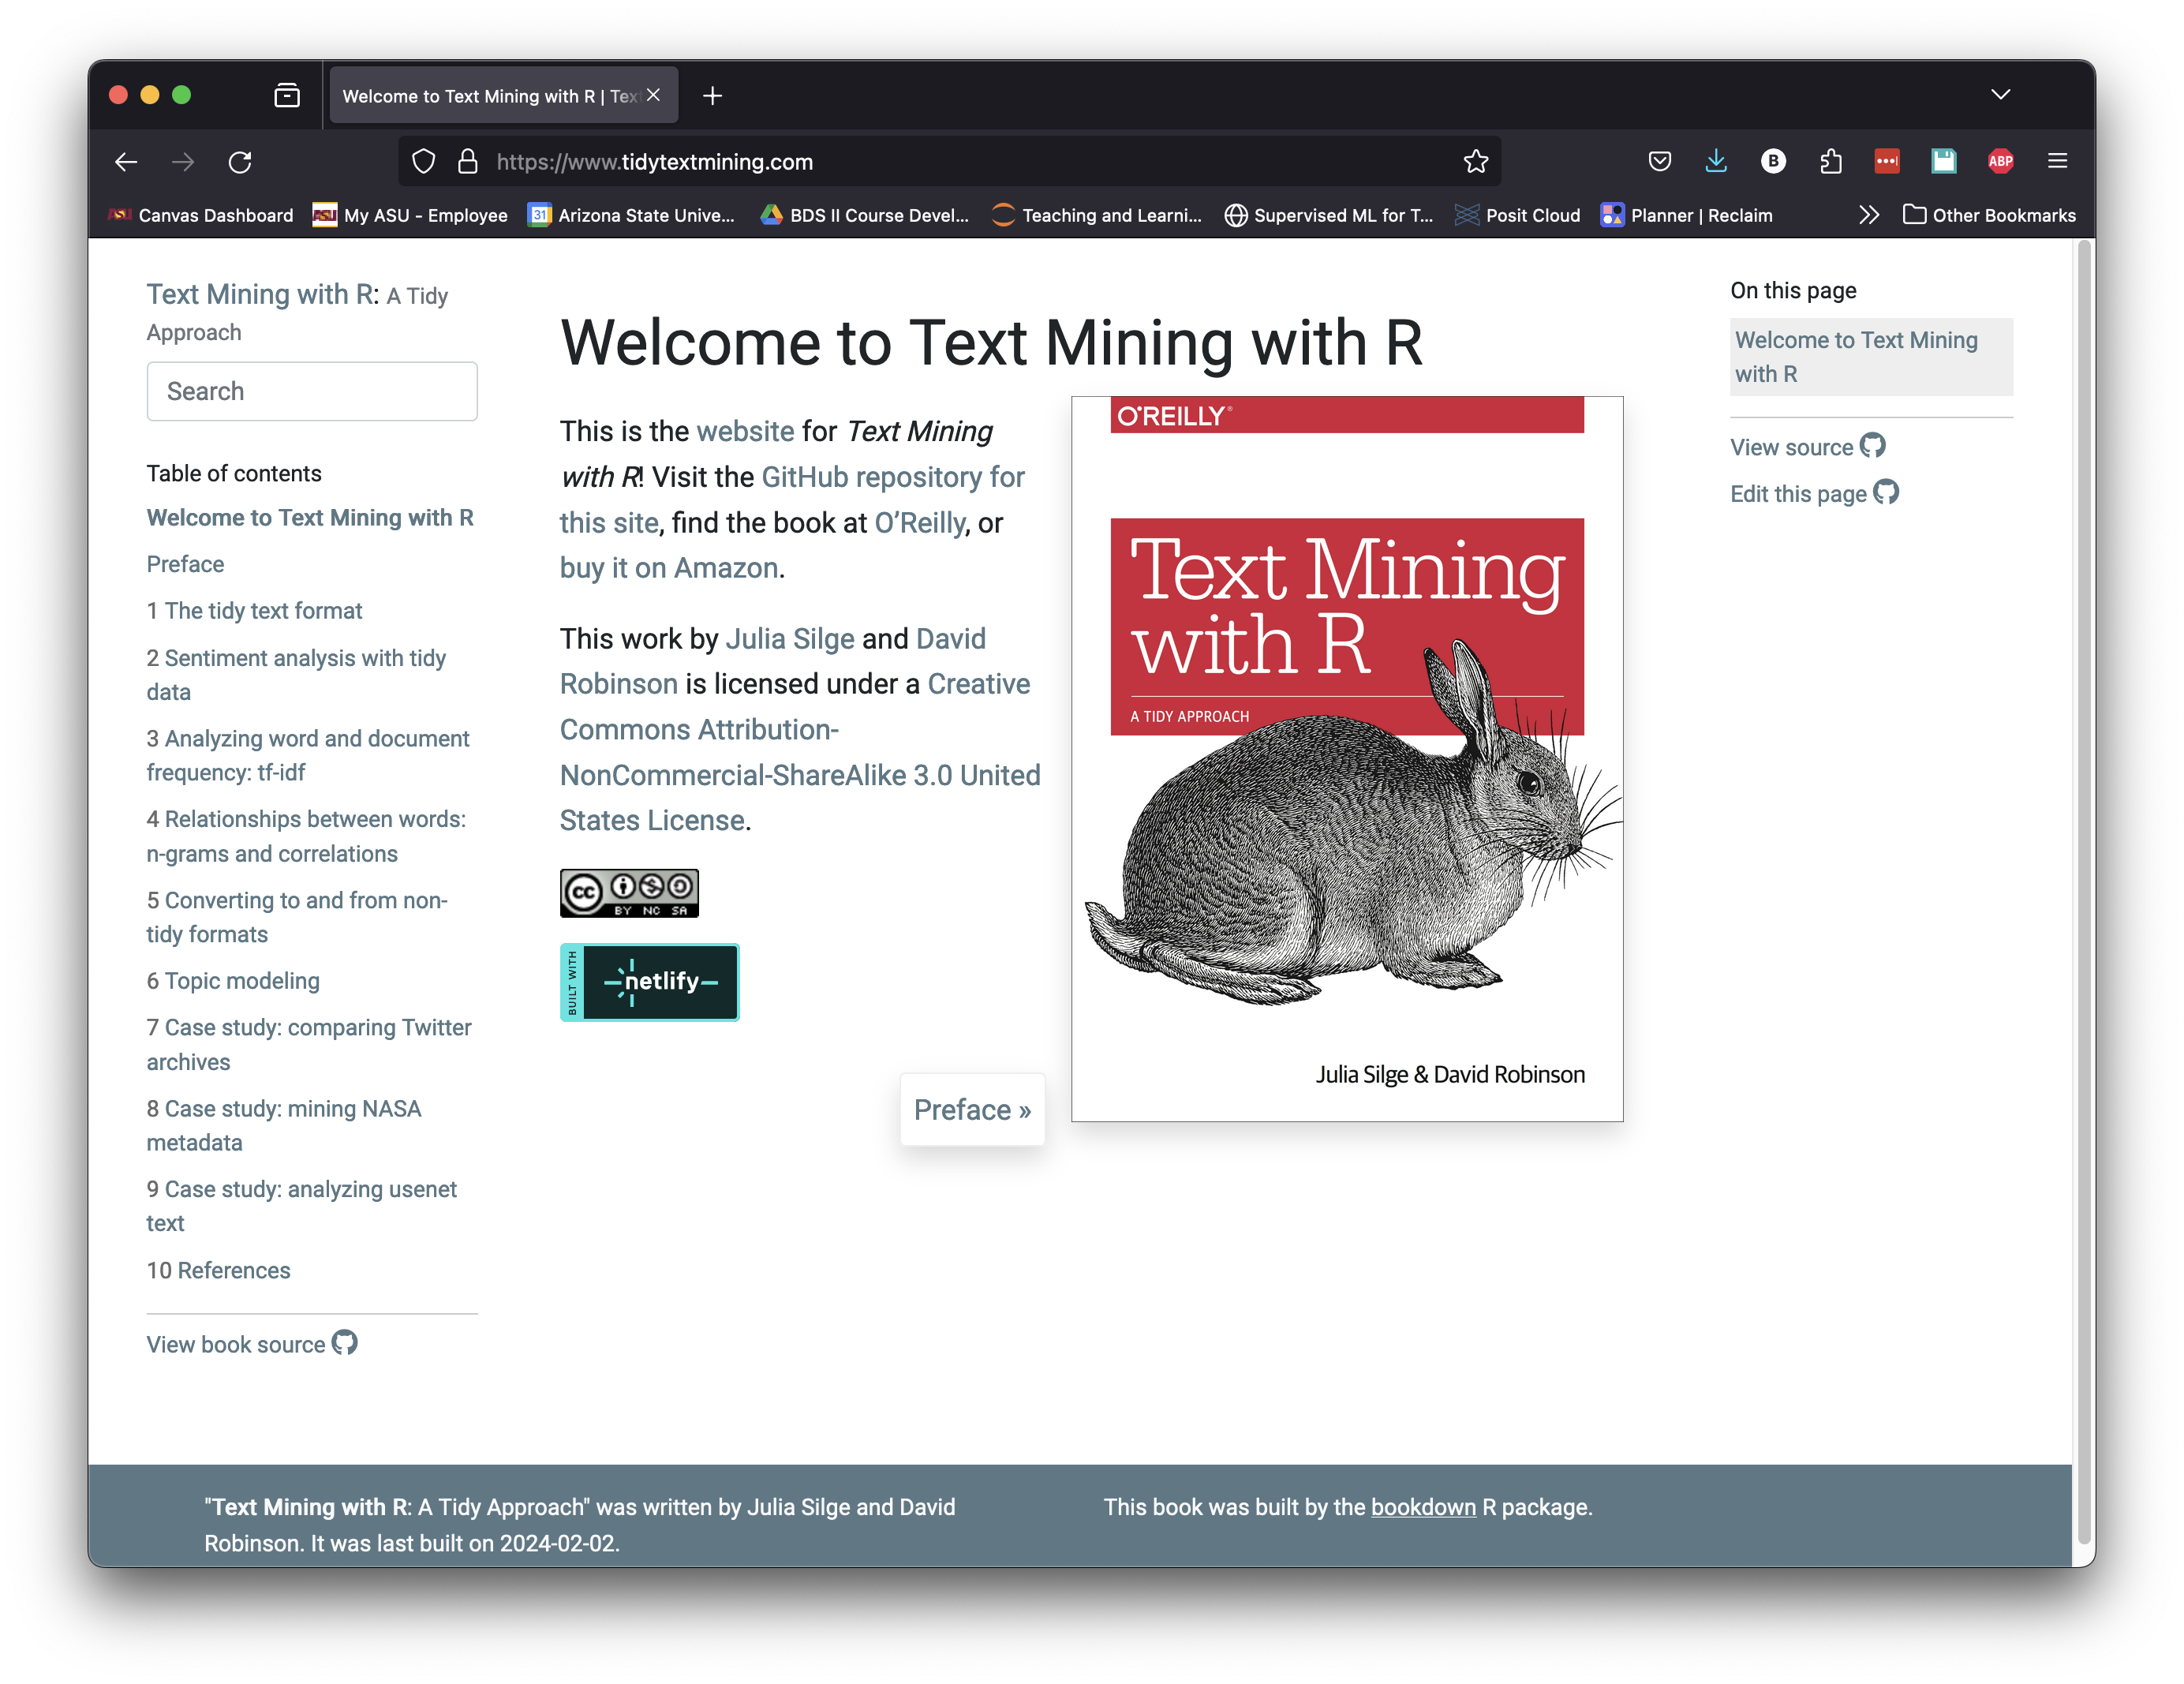 Welcome to Text Mining with R | Tex
https://www.tidytextmining.com
B
ABP
Canvas Dashboard
My ASU - Employee
31
Arizona State Unive...
BDS II Course Devel...
Teaching and Learni...
Supervised ML for T...
Posit Cloud
Planner | Reclaim
Other Bookmarks
Text Mining with R: A Tidy
Approach
Search
Table of contents
Welcome to Text Mining with R
Preface
1 The tidy text format
2 Sentiment analysis with tidy
data
3 Analyzing word and document
frequency: tf-idf
4 Relationships between words:
n-grams and correlations
5 Converting to and from non-
tidy formats
6 Topic modeling
7 Case study: comparing Twitter
archives
8 Case study: mining NASA
metadata
9 Case study: analyzing usenet
text
10 References
View book source
Welcome to Text Mining with R
This is the website for Text Mining
with R! Visit the GitHub repository for
this site, find the book at O’Reilly, or
buy it on Amazon.
This work by Julia Silge and David
Robinson is licensed under a Creative
Commons Attribution-
NonCommercial-ShareAlike 3.0 United
States License.
cc
BY NC SA
BUILT WITH
netlify
Preface »
O'REILLY®
Text Mining
with R
A TIDY APPROACH
Julia Silge & David Robinson
On this page
Welcome to Text Mining
with R
View source
Edit this page
"Text Mining with R: A Tidy Approach" was written by Julia Silge and David
Robinson. It was last built on 2024-02-02.
This book was built by the bookdown R package.